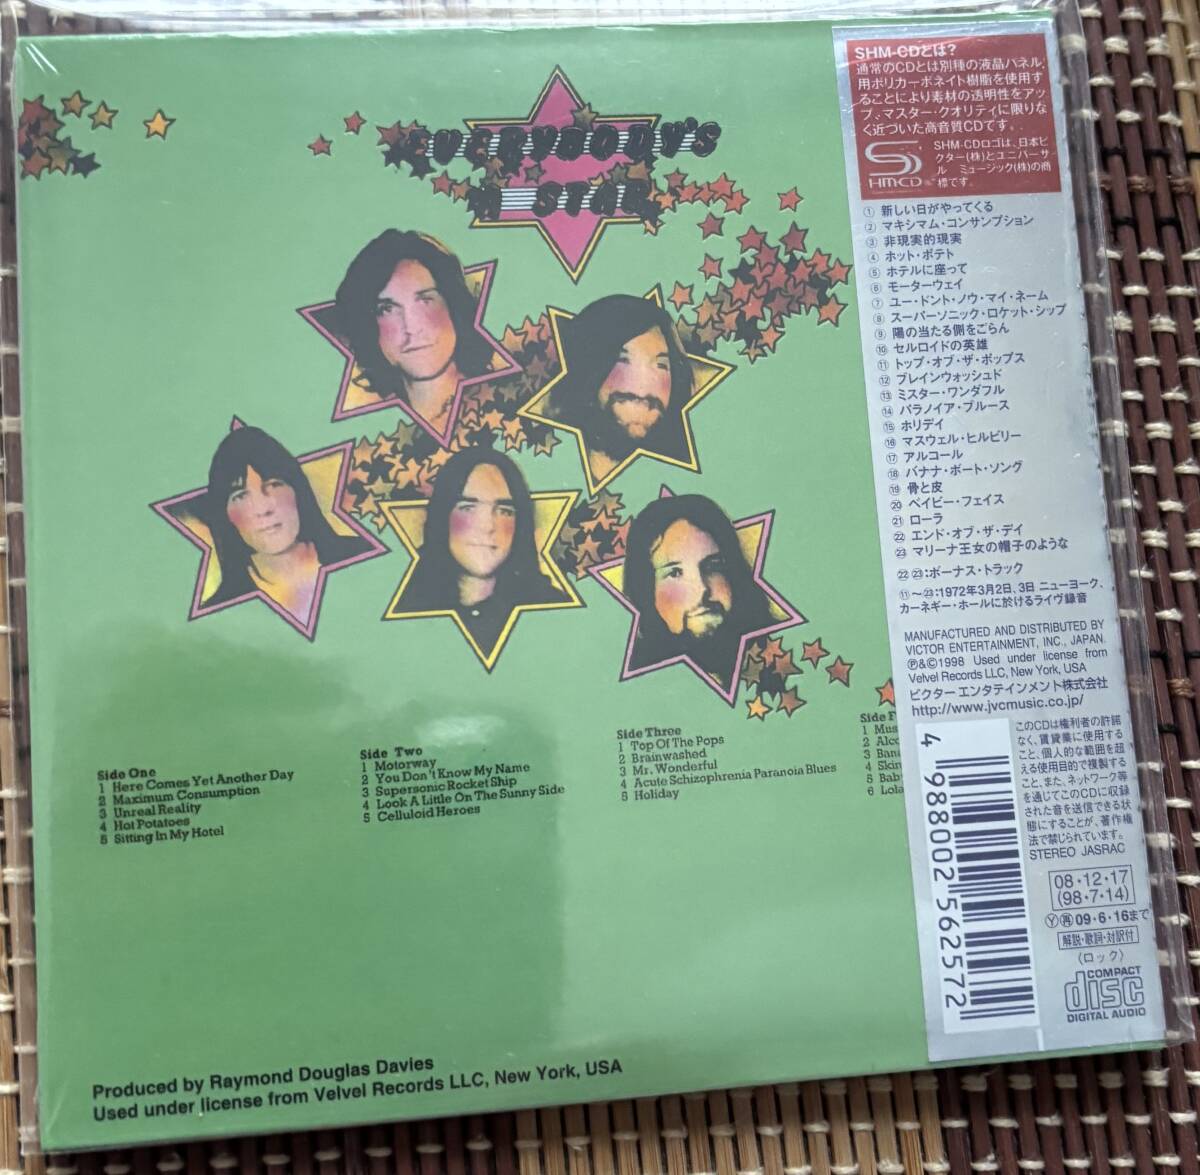 EVERYBODY'S
A STAR
Side One
1 Here Comes Yet Another Day
2 Maximum Consumption
3 Unreal Reality
4 Hot Potatoes
5 Sitting In My Hotel
Side Two
1 Motorway
2 You Don't Know My Name
3 Supersonic Rocket Ship
4 Look A Little On The Sunny Side
5 Celluloid Heroes
Side Three
1 Top Of The Pops
2 Brainwashed
3 Mr. Wonderful
4 Acute Schizophrenia Paranoia Blues
5 Holiday
Side F
1 Mus
2 Alco
3 Bana
4 Skin
5 Bab
6 Lola
Produced by Raymond Douglas Davies
Used under license from Velvel Records LLC, New York, USA
SHM-CDとは?
通常のCDとは別種の液晶パネル
用ポリカーボネイト樹脂を使用す
ることにより素材の透明性をアッ
プ、マスター・クオリティに限りな
く近づいた高音質CDです。
SHM-CD
SHM-CDロゴは、日本ビ
クター(株)とユニバーサ
ル ミュージック(株)の商
標です。
① 新しい日がやってくる
② マキシマム・コンサンプション
③ 非現実的現実
④ ホット・ポテト
⑤ ホテルに座って
⑥ モーターウェイ
⑦ ユー・ドント・ノウ・マイ・ネーム
⑧ スーパーソニック・ロケット・シップ
⑨ 陽の当たる側をごらん
⑩ セルロイドの英雄
⑪ トップ・オブ・ザ・ポップス
⑫ ブレインウォッシュド
⑬ ミスター・ワンダフル
⑭ パラノイア・ブルース
⑮ ホリデイ
⑯ マスウェル・ヒルビリー
⑰ アルコール
⑱ バナナ・ボート・ソング
⑲ 骨と皮
⑳ ベイビー・フェイス
㉑ ローラ
㉒ エンド・オブ・ザ・デイ
㉓ マリーナ王女の帽子のような
㉒㉓:ボーナス・トラック
⑪〜㉓:1972年3月2日、3日 ニューヨーク、
カーネギー・ホールに於けるライヴ録音
MANUFACTURED AND DISTRIBUTED BY
VICTOR ENTERTAINMENT, INC., JAPAN.
Ⓟ&©1998 Used under license from
Velvel Records LLC, New York, USA
ビクターエンタテインメント株式会社
http://www.jvcmusic.co.jp/
4 988002 562572
このCDは権利者の許諾
なく、賃貸業に使用する
こと、個人的な範囲を超
える使用目的で複製する
こと、また、ネットワーク等
を通じてこのCDに収録
された音を送信できる状
態にすることが、著作権
法で禁じられています。
STEREO JASRAC
08・12・17
(98・7・14)
Ⓨ㊞09・6・16まで
解説・歌詞・対訳付
〈ロック〉
COMPACT
disc
DIGITAL AUDIO